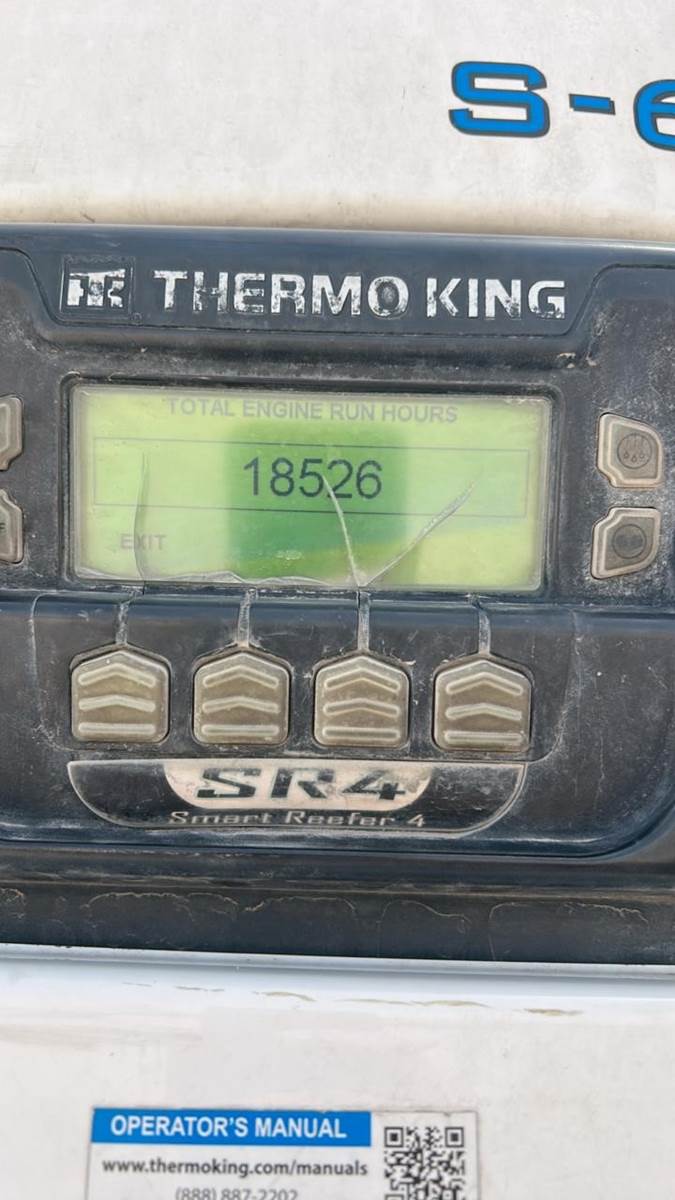 S-6
THERMO KING
TOTAL ENGINE RUN HOURS
18526
EXIT
SR4
Smart Reefer 4
OPERATOR'S MANUAL
www.thermoking.com/manuals
(888) 887-2202